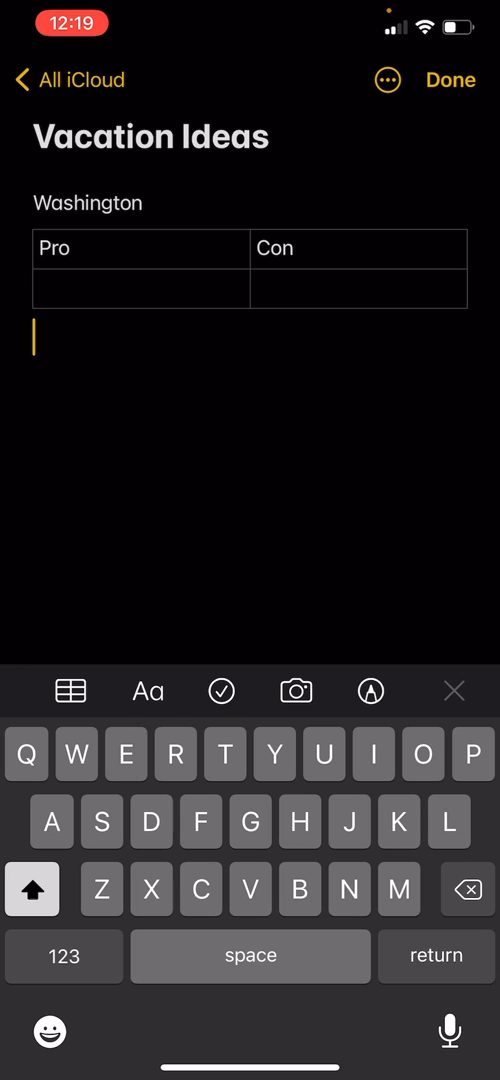 12:19
All iCloud
Done
Vacation Ideas
Washington
Pro Con
Aa
Q W E R T Y U I O P
A S D F G H J K L
Z X C V B N M
123 space return